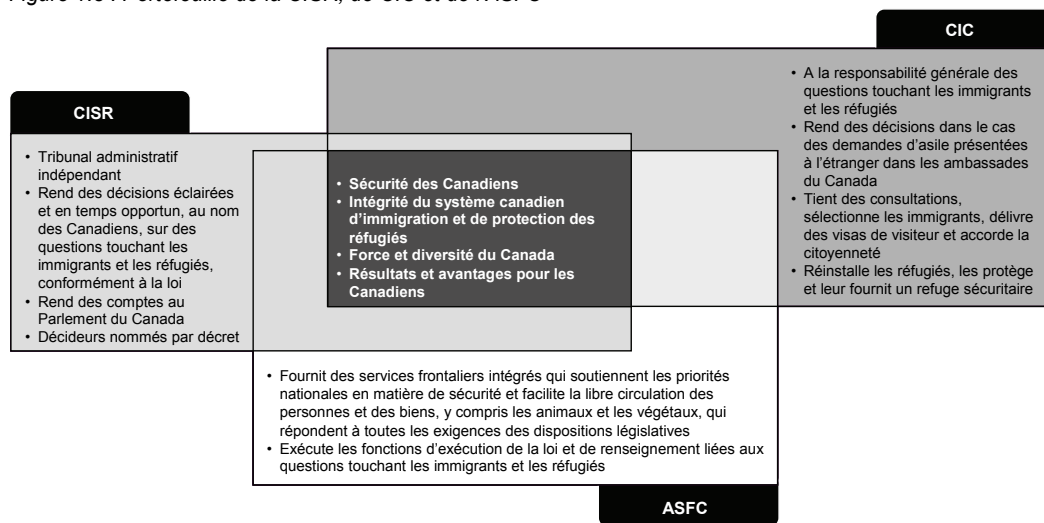 Figure Portefeuille de la CISR, de CIC et de l'ASFC
CISR
• Tribunal administratif
indépendant
• Rend des décisions éclairées
et en temps opportun, au nom
des Canadiens, sur des
questions touchant les
immigrants et les réfugiés,
conformément à la loi
• Rend des comptes au
Parlement du Canada
• Décideurs nommés par décret
• Sécurité des Canadiens
• Intégrité du système canadien
d’immigration et de protection des
réfugiés
• Force et diversité du Canada
• Résultats et avantages pour les
Canadiens
CIC
• A la responsabilité générale des
questions touchant les immigrants
et les réfugiés
• Rend des décisions dans le cas
des demandes d’asile présentées
à l’étranger dans les ambassades
du Canada
• Tient des consultations,
sélectionne les immigrants, délivre
des visas de visiteur et accorde la
citoyenneté
• Réinstalle les réfugiés, les protège
et leur fournit un refuge sécuritaire
• Fournit des services frontaliers intégrés qui soutiennent les priorités
nationales en matière de sécurité et facilite la libre circulation des
personnes et des biens, y compris les animaux et les végétaux, qui
répondent à toutes les exigences des dispositions législatives
• Exécute les fonctions d’exécution de la loi et de renseignement liées aux
questions touchant les immigrants et les réfugiés
ASFC